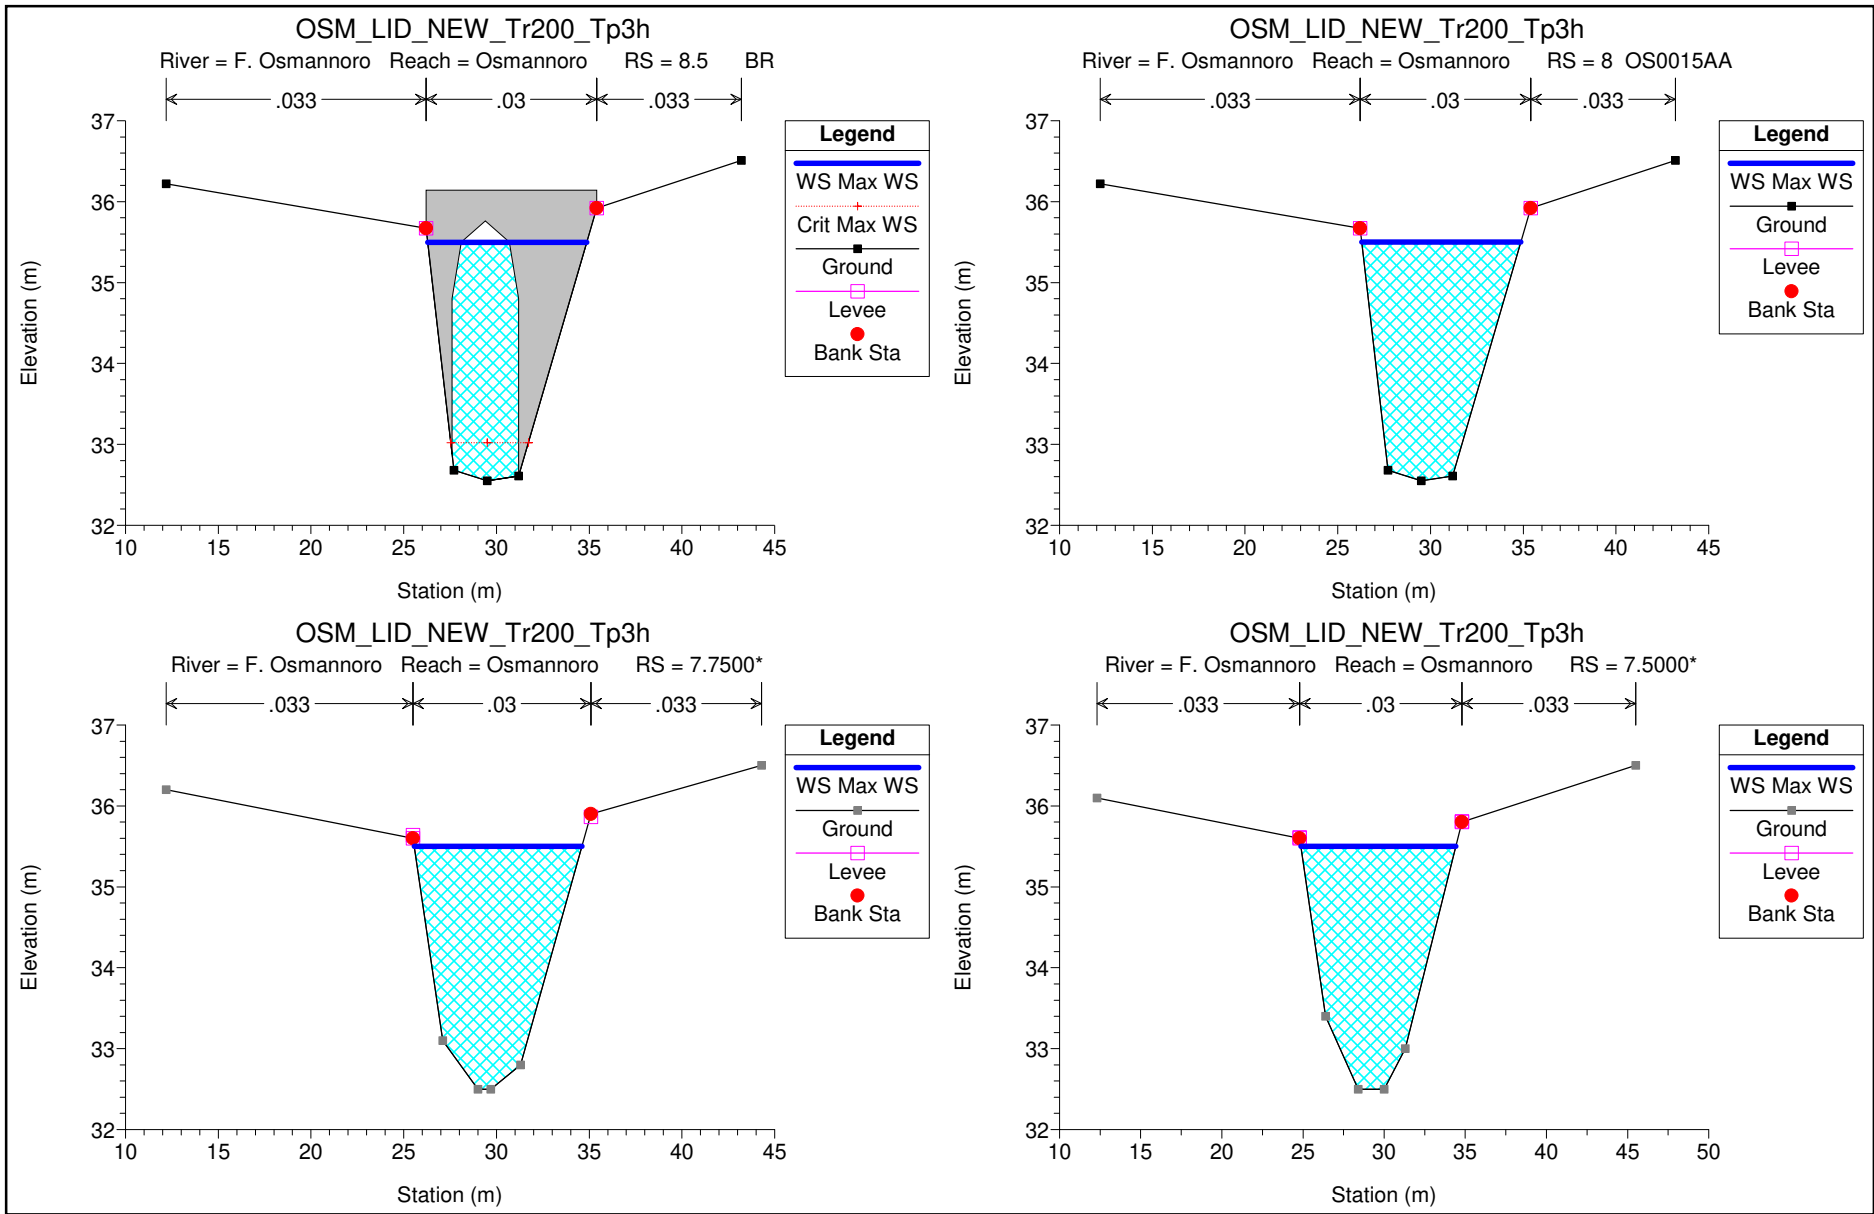 OSM_LID_NEW_Tr200_Tp3h
River = F. Osmannoro Reach = Osmannoro RS = 8.5 BR
.033 .03 .033
37
36
35
34
33
32
Elevation (m)
10 15 20 25 30 35 40 45
Station (m)
Legend
WS Max WS
Crit Max WS
Ground
Levee
Bank Sta
OSM_LID_NEW_Tr200_Tp3h
River = F. Osmannoro Reach = Osmannoro RS = 8 OS0015AA
.033 .03 .033
37
36
35
34
33
32
Elevation (m)
10 15 20 25 30 35 40 45
Station (m)
Legend
WS Max WS
Ground
Levee
Bank Sta
OSM_LID_NEW_Tr200_Tp3h
River = F. Osmannoro Reach = Osmannoro RS = 7.7500*
.033 .03 .033
37
36
35
34
33
32
Elevation (m)
10 15 20 25 30 35 40 45
Station (m)
Legend
WS Max WS
Ground
Levee
Bank Sta
OSM_LID_NEW_Tr200_Tp3h
River = F. Osmannoro Reach = Osmannoro RS = 7.5000*
.033 .03 .033
37
36
35
34
33
32
Elevation (m)
10 15 20 25 30 35 40 45 50
Station (m)
Legend
WS Max WS
Ground
Levee
Bank Sta